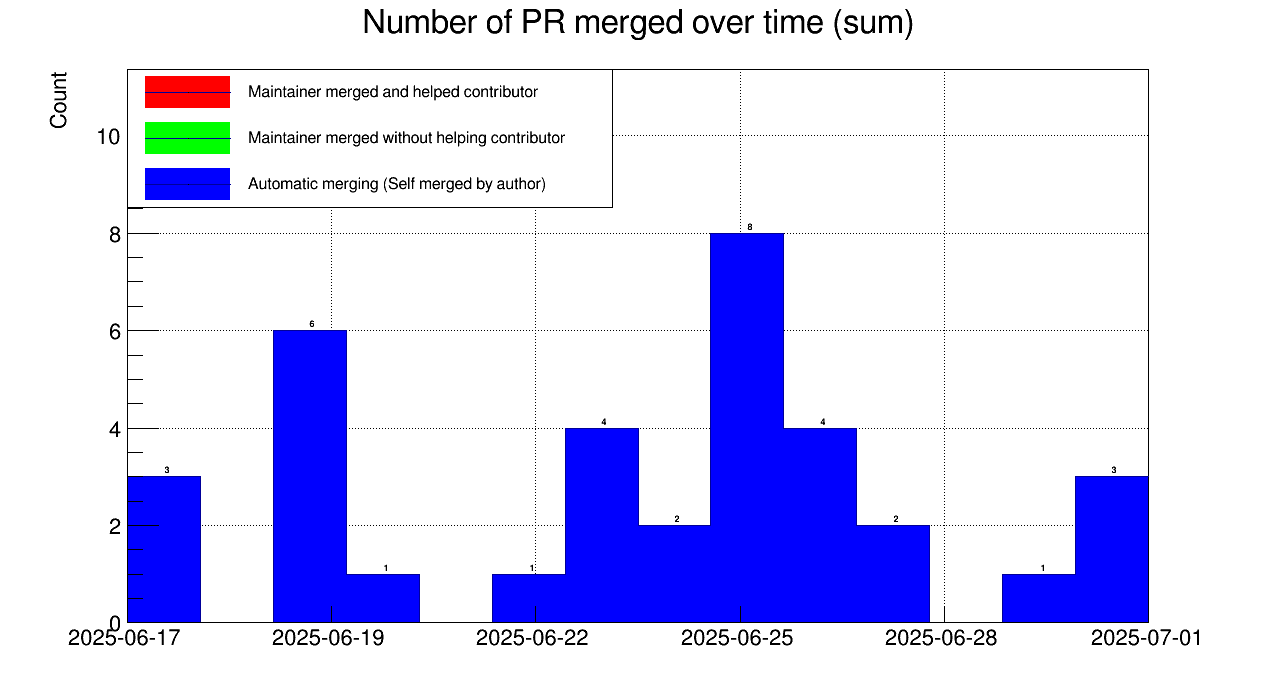 Number of PR merged over time (sum)
Count
Maintainer merged and helped contributor
Maintainer merged without helping contributor
Automatic merging (Self merged by author)
10
8
6
4
2
0
3
6
1
1
4
2
8
4
2
1
3
2025-06-17 2025-06-19 2025-06-22 2025-06-25 2025-06-28 2025-07-01